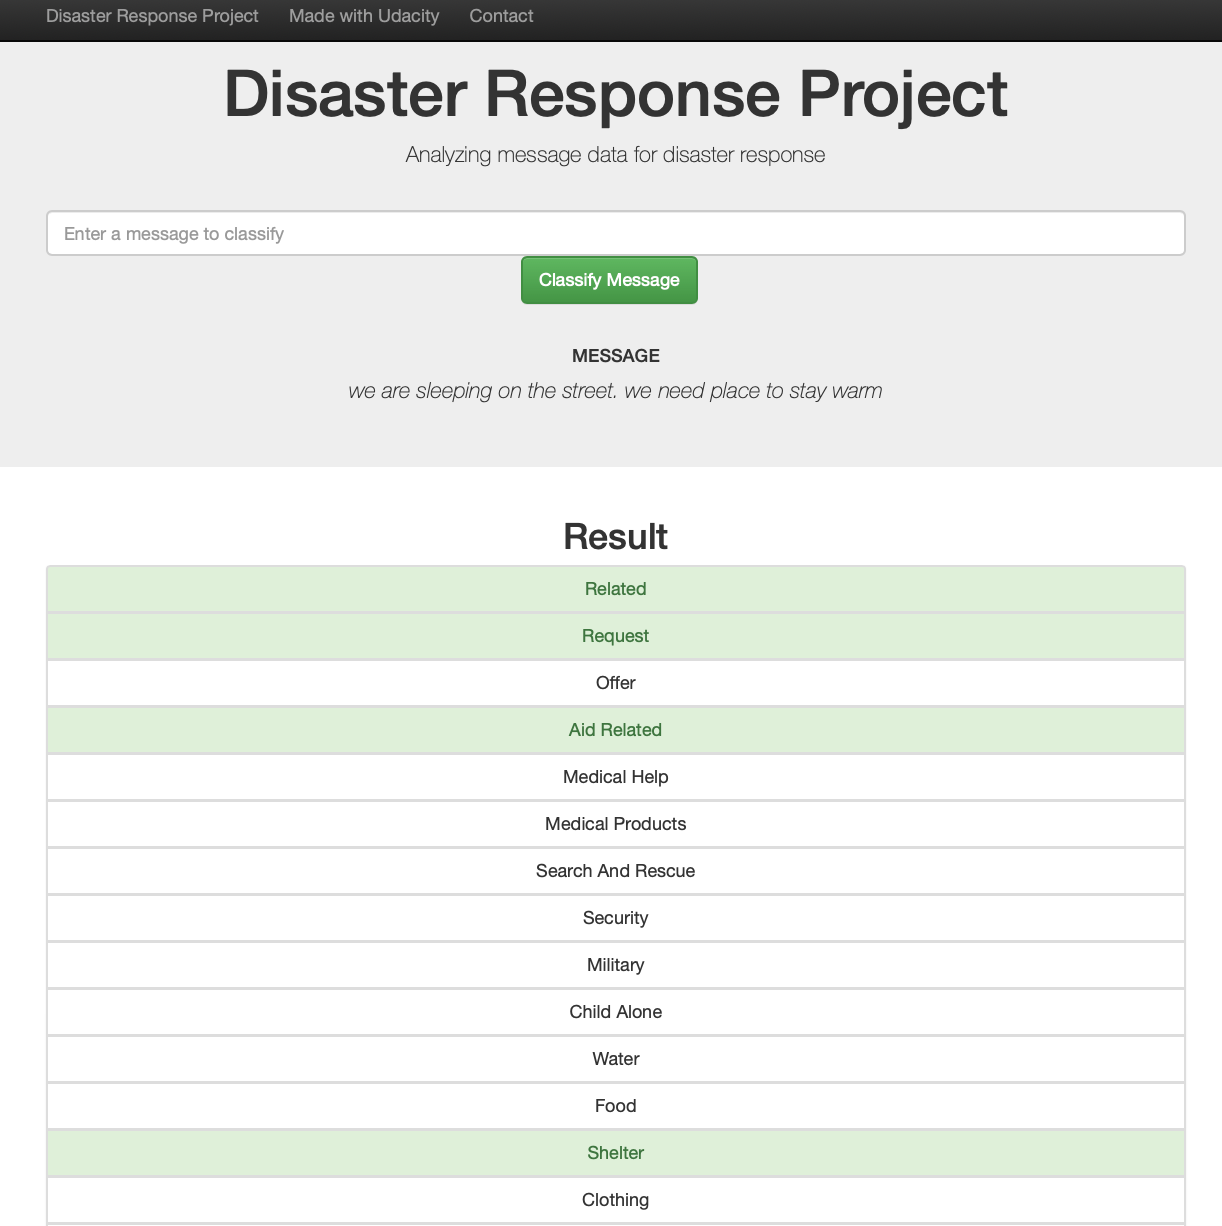 Disaster Response Project Made with Udacity Contact
Disaster Response Project
Analyzing message data for disaster response
Enter a message to classify
Classify Message
MESSAGE
we are sleeping on the street. we need place to stay warm
Result
Related
Request
Offer
Aid Related
Medical Help
Medical Products
Search And Rescue
Security
Military
Child Alone
Water
Food
Shelter
Clothing